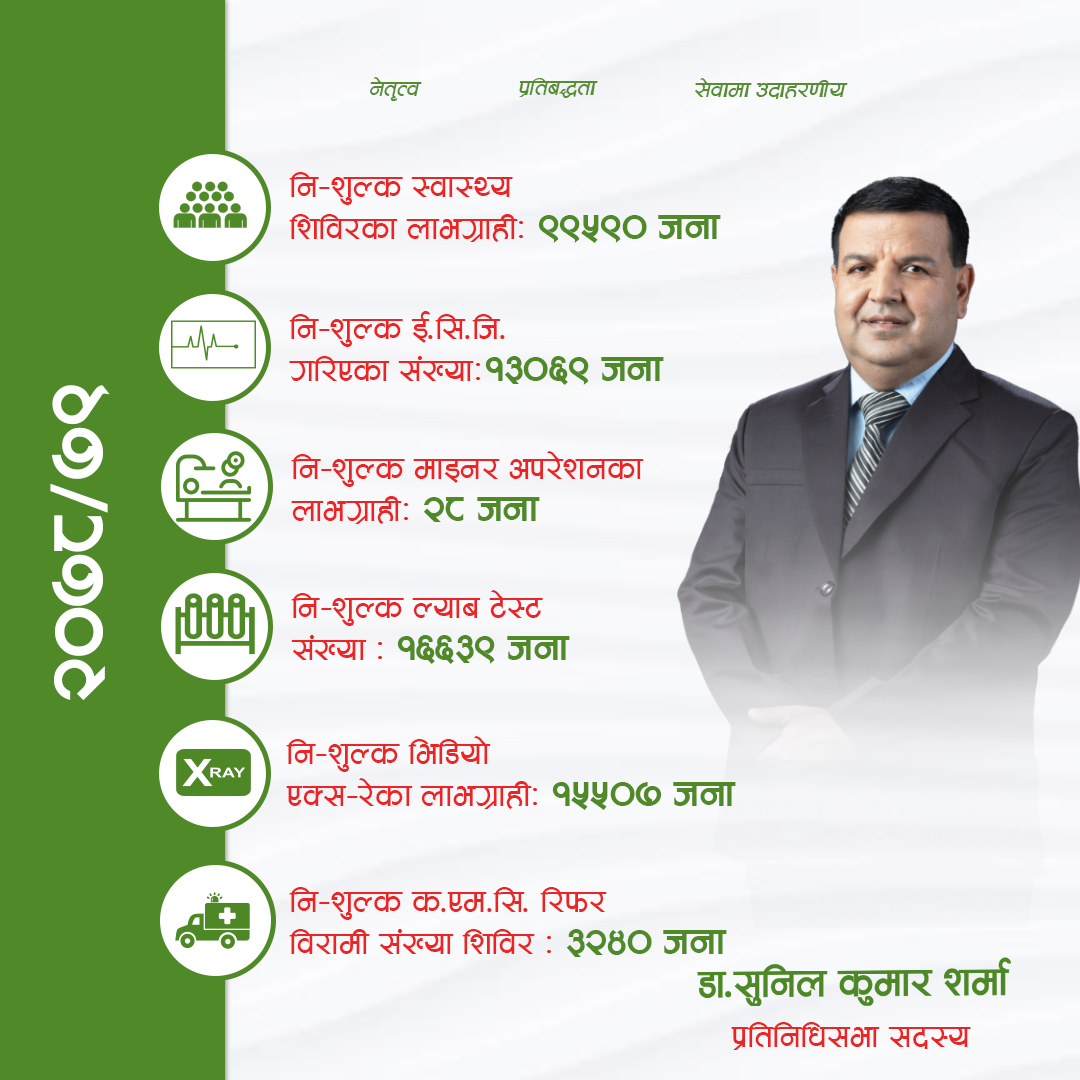 नेतृत्व प्रतिबद्धता सेवामा उदाहरणीय
२०७८/७९
नि-शुल्क स्वास्थ्य
शिविरका लाभग्राही: ९९५९० जना
नि-शुल्क ई.सि.जि.
गरिएका संख्या:१३०६९ जना
नि-शुल्क माइनर अपरेशनका
लाभग्राही: २८ जना
नि-शुल्क ल्याब टेस्ट
संख्या : १६६३९ जना
XRAY
नि-शुल्क भिडियो
एक्स-रेका लाभग्राही: १५५०७ जना
नि-शुल्क क.एम.सि. रिफर
विरामी संख्या शिविर : ३२४० जना
डा.सुनिल कुमार शर्मा
प्रतिनिधिसभा सदस्य